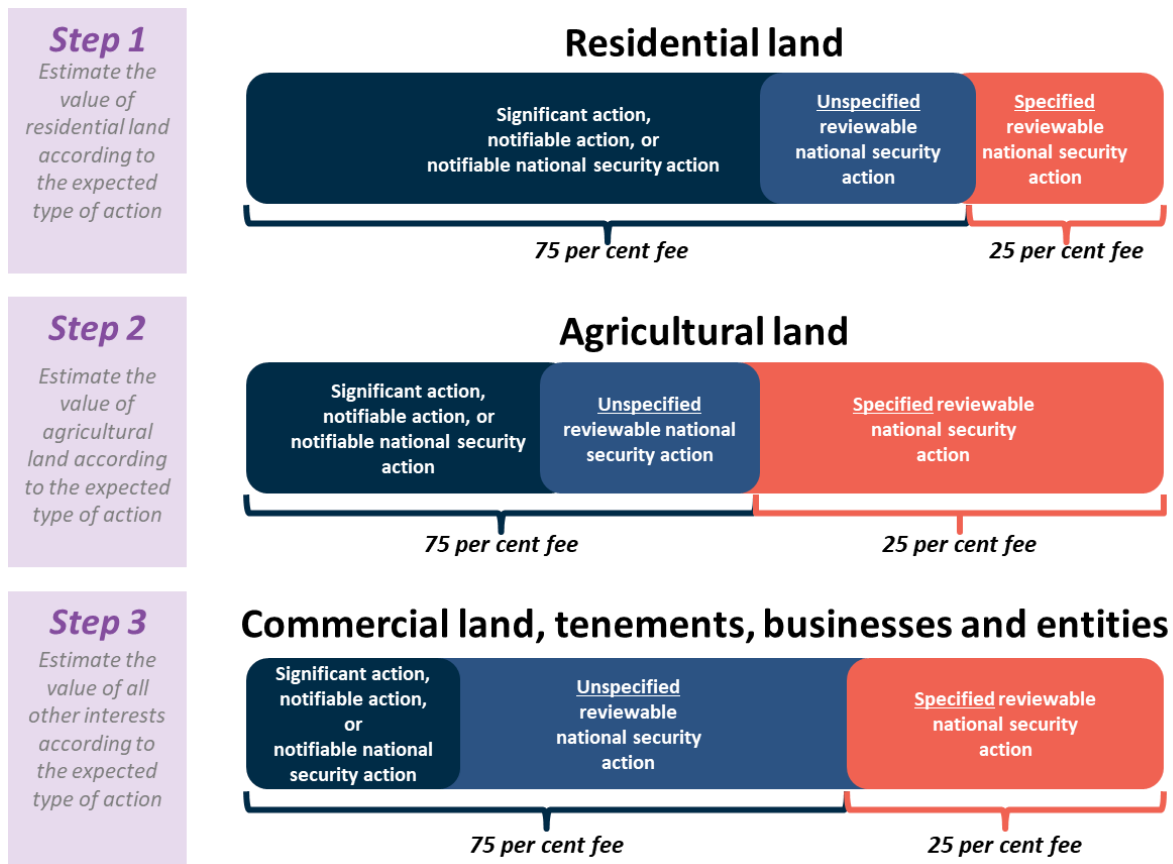 Step 1
Estimate the
value of
residential land
according to
the expected
type of action
Residential land
Significant action,
notifiable action, or
notifiable national security action
Unspecified
reviewable
national security
action
Specified
reviewable
national security
action
75 per cent fee
25 per cent fee
Step 2
Estimate the
value of
agricultural
land according
to the expected
type of action
Agricultural land
Significant action,
notifiable action, or
notifiable national security
action
Unspecified
reviewable national
security action
Specified reviewable
national security
action
75 per cent fee
25 per cent fee
Step 3
Estimate the
value of all
other interests
according to
the expected
type of action
Commercial land, tenements, businesses and entities
Significant action,
notifiable action,
or
notifiable national
security action
Unspecified
reviewable
national security
action
Specified reviewable
national security
action
75 per cent fee
25 per cent fee